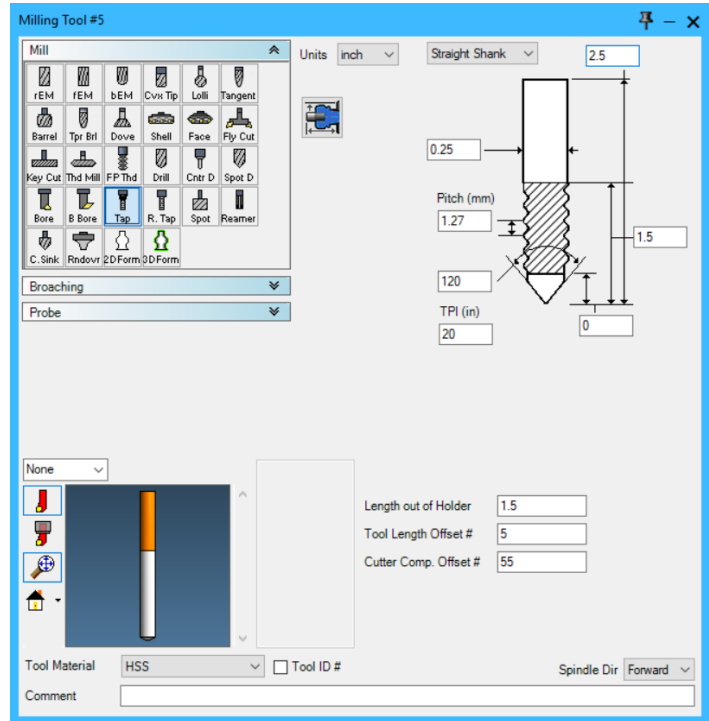 Milling Tool #5
Mill
Units inch
Straight Shank
2.5
rEM fEM bEM Cvx Tip Lolli Tangent
Barrel Tpr Brl Dove Shell Face Fly Cut
Key Cut Thd Mill FP Thd Drill Cntr D Spot D
Bore B Bore Tap R. Tap Spot Reamer
C.Sink Rndovr 2DForm 3DForm
0.25
Pitch (mm)
1.27
1.5
120
TPI (in)
20
0
Broaching
Probe
None
Length out of Holder 1.5
Tool Length Offset # 5
Cutter Comp. Offset # 55
Tool Material HSS
Tool ID #
Spindle Dir Forward
Comment